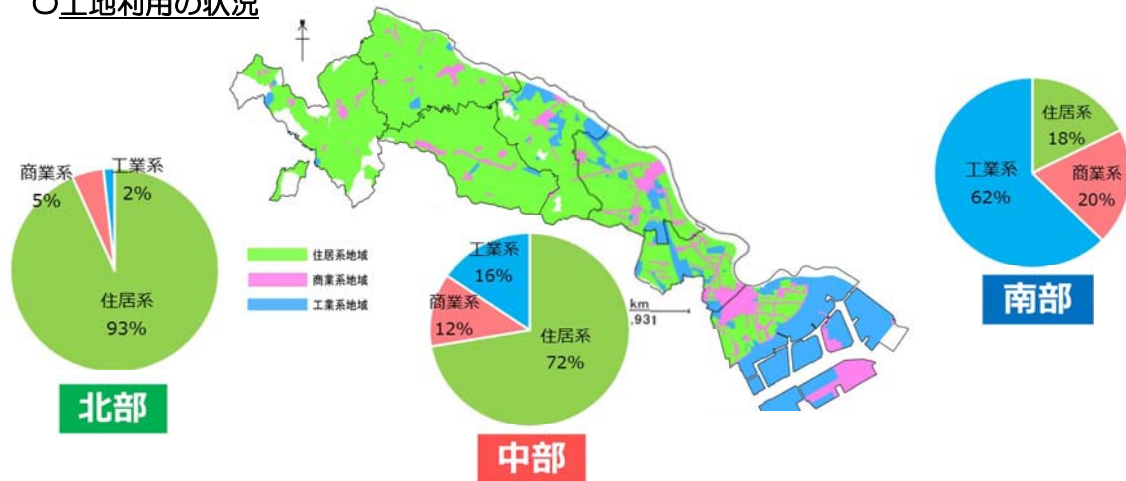 〇土地利用の状況
商業系
5%
工業系
2%
住居系
93%
北部
住居系地域
商業系地域
工業系地域
工業系
16%
商業系
12%
住居系
72%
中部
km
.931
住居系
18%
工業系
62%
商業系
20%
南部